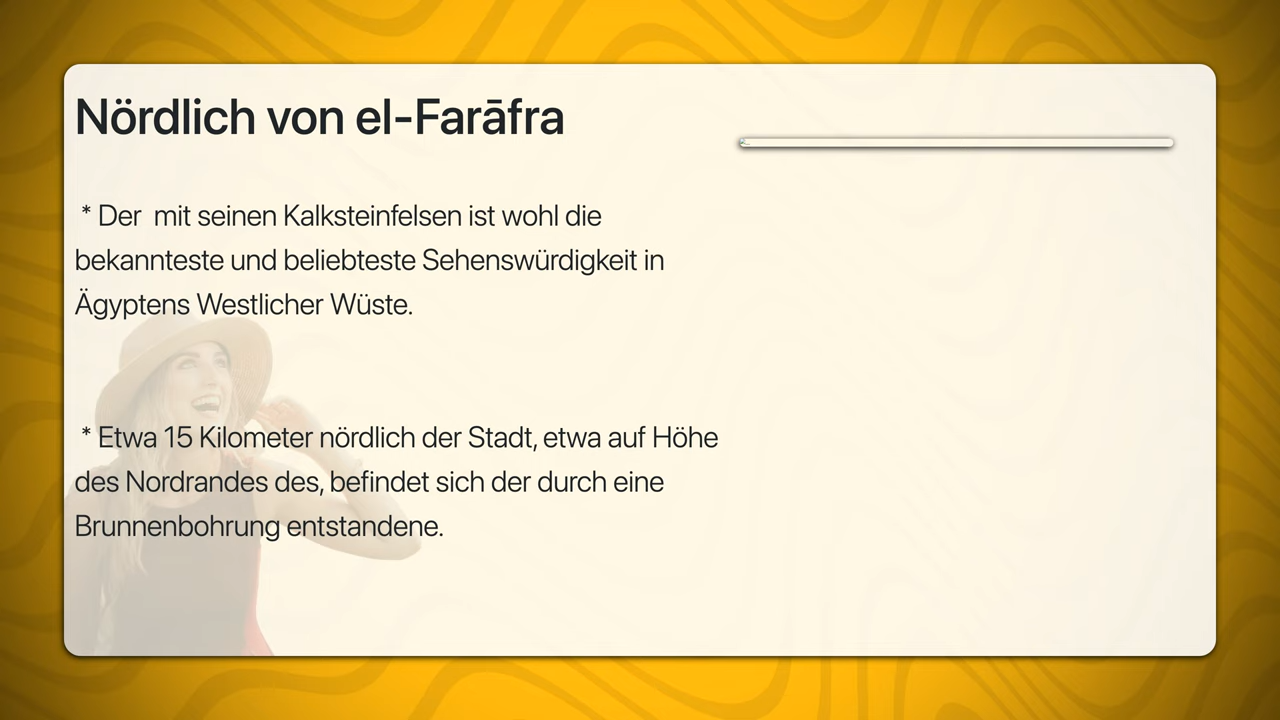 Nördlich von el-Farāfra
* Der  mit seinen Kalksteinfelsen ist wohl die
bekannteste und beliebteste Sehenswürdigkeit in
Ägyptens Westlicher Wüste.
* Etwa 15 Kilometer nördlich der Stadt, etwa auf Höhe
des Nordrandes des, befindet sich der durch eine
Brunnenbohrung entstandene.